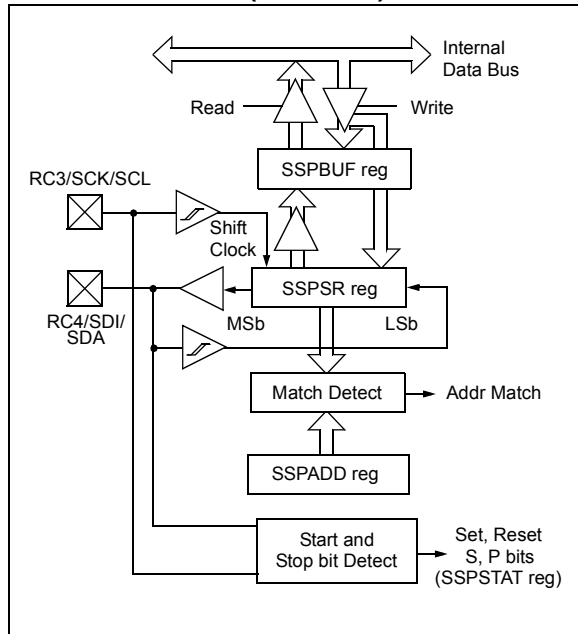 Internal
Data Bus
Read
Write
SSPBUF reg
RC3/SCK/SCL
Shift
Clock
SSPSR reg
MSb
LSb
RC4/SDI/
SDA
Match Detect
Addr Match
SSPADD reg
Start and
Stop bit Detect
Set, Reset
S, P bits
(SSPSTAT reg)